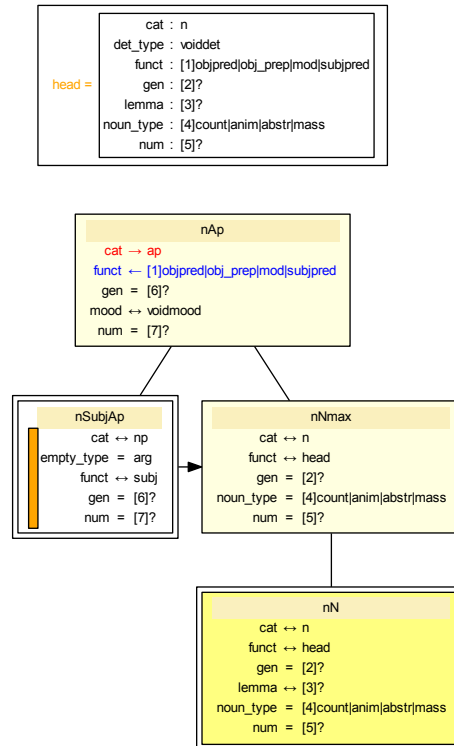 head =
cat : n
det_type : voiddet
funct : [1]objpred|obj_prep|mod|subjpred
gen : [2]?
lemma : [3]?
noun_type : [4]count|anim|abstr|mass
num : [5]?
nAp
cat → ap
funct ← [1]objpred|obj_prep|mod|subjpred
gen = [6]?
mood ↔ voidmood
num = [7]?
nSubjAp
cat ↔ np
empty_type = arg
funct ↔ subj
gen = [6]?
num = [7]?
nNmax
cat ↔ n
funct ↔ head
gen = [2]?
noun_type = [4]count|anim|abstr|mass
num = [5]?
nN
cat ↔ n
funct ↔ head
gen = [2]?
lemma ↔ [3]?
noun_type = [4]count|anim|abstr|mass
num = [5]?